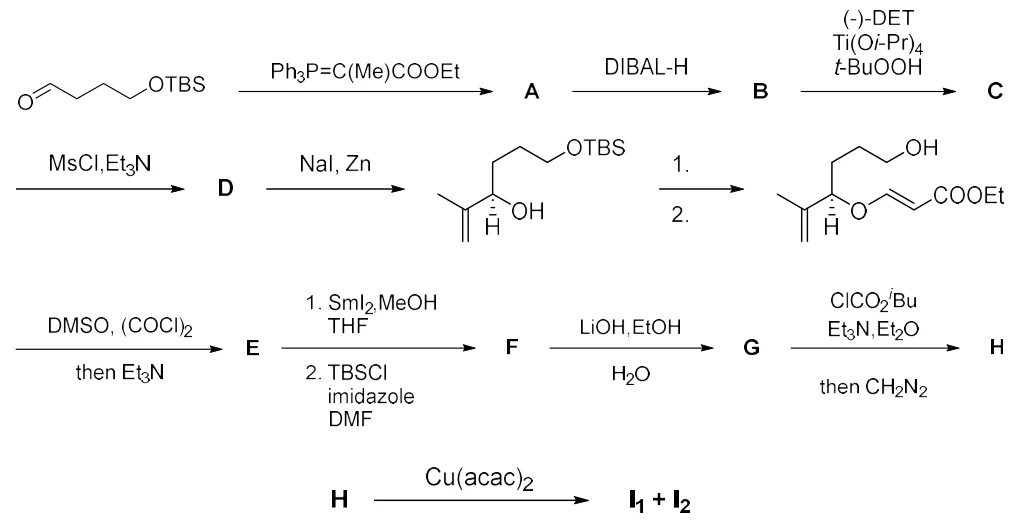 O
OTBS
Ph3P=C(Me)COOEt
A
DIBAL-H
B
(-)-DET
Ti(Oi-Pr)4
t-BuOOH
C
MsCl,Et3N
D
NaI, Zn
OTBS
OH
H
1.
2.
OH
O
COOEt
H
DMSO, (COCl)2
then Et3N
E
1. SmI2,MeOH
THF
2. TBSCl
imidazole
DMF
F
LiOH,EtOH
H2O
G
ClCO2iBu
Et3N,Et2O
then CH2N2
H
H
Cu(acac)2
I1 + I2